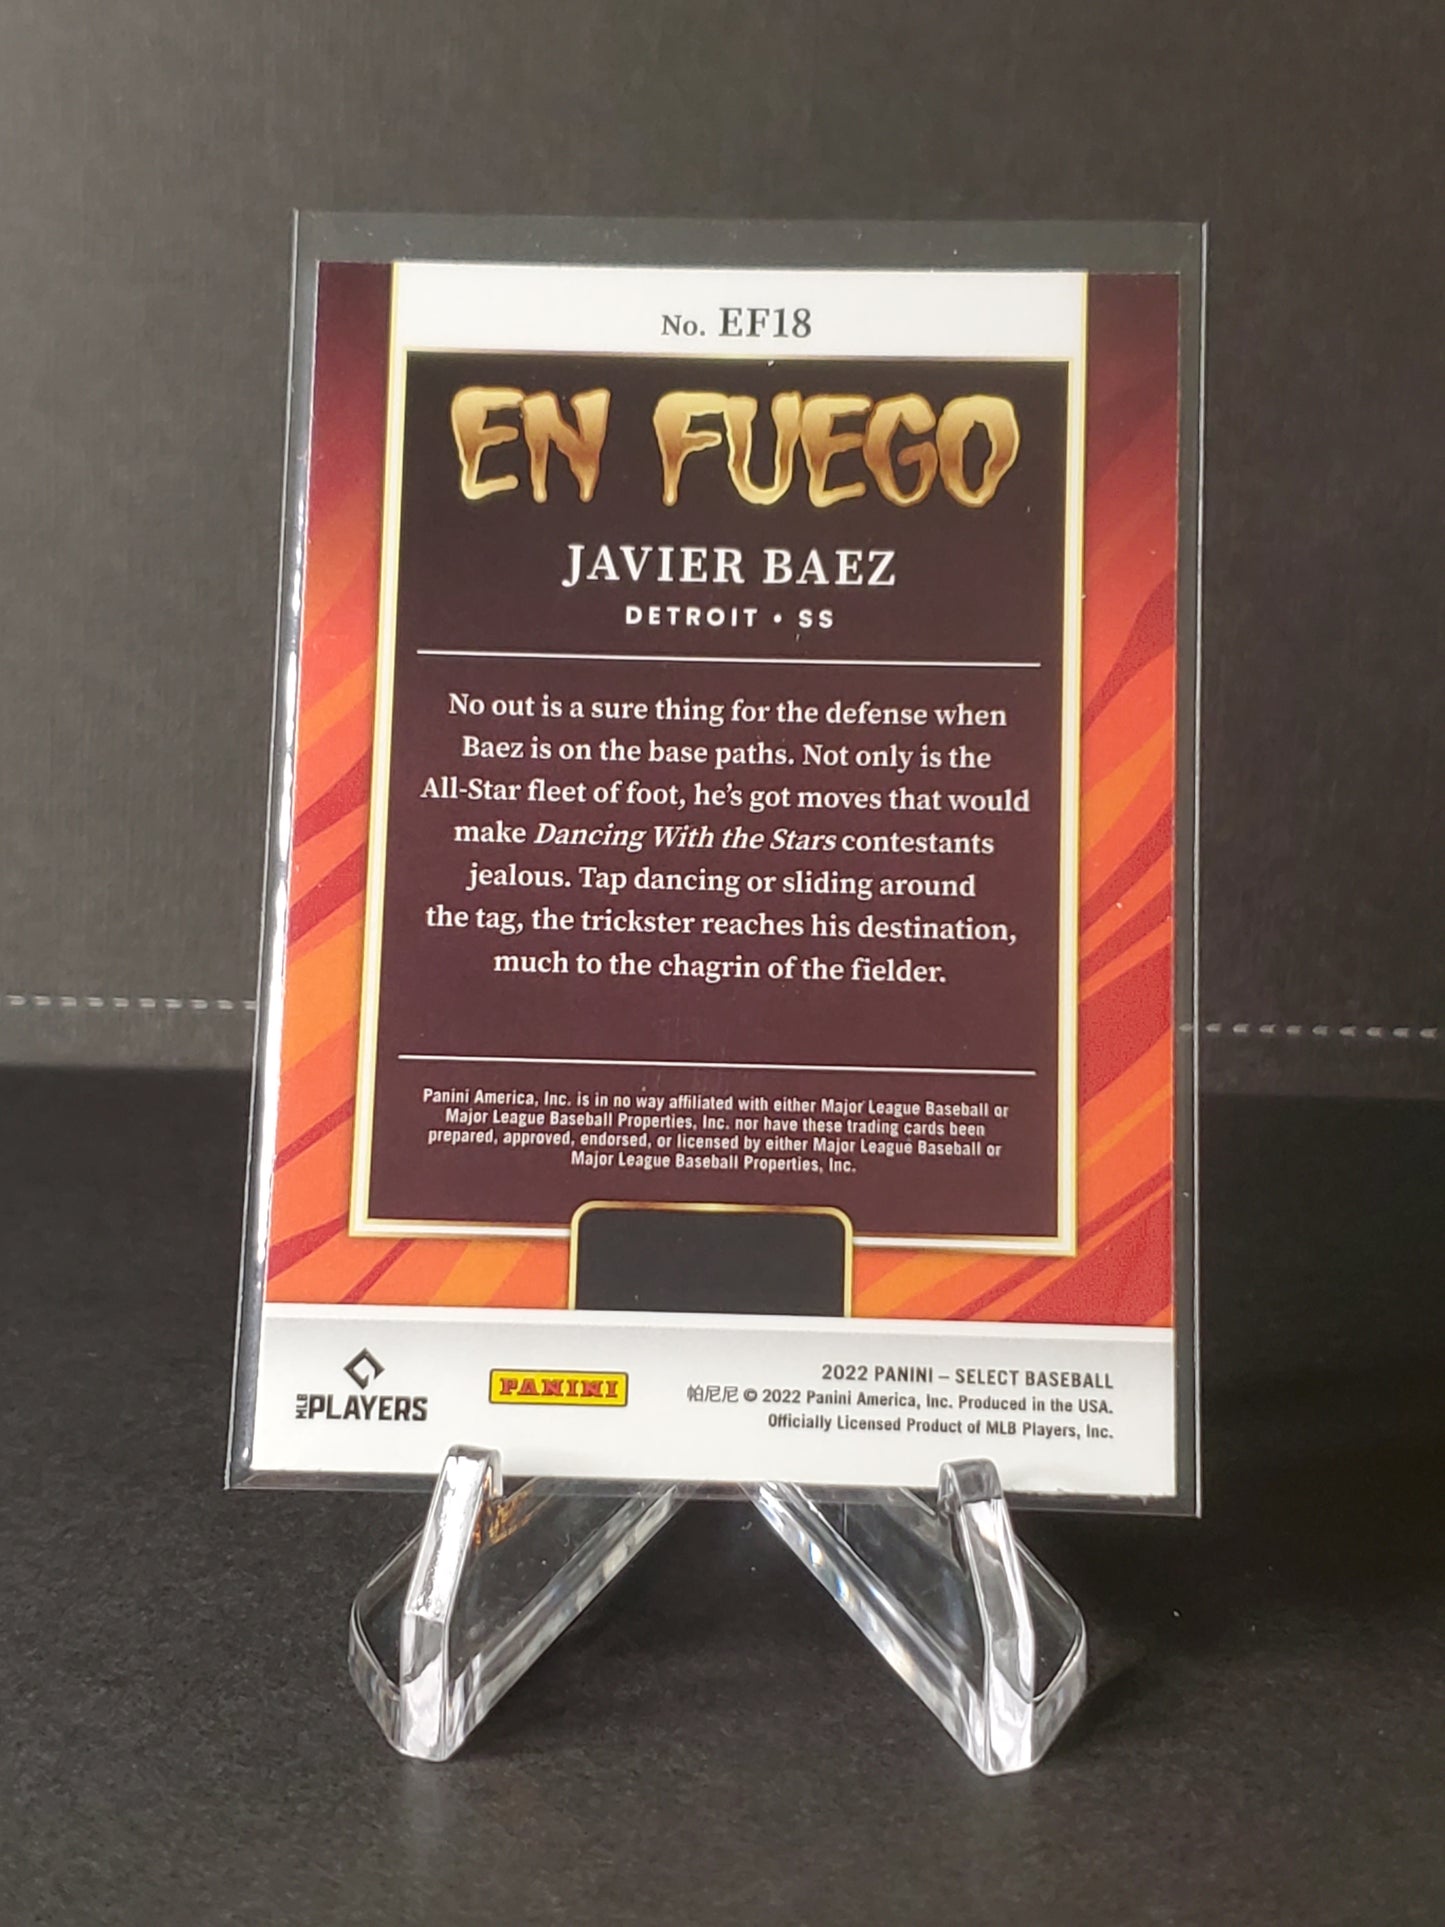 No. EF18
EN FUEGO
JAVIER BAEZ
DETROIT • SS
No out is a sure thing for the defense when
Baez is on the base paths. Not only is the
All-Star fleet of foot, he's got moves that would
make Dancing With the Stars contestants
jealous. Tap dancing or sliding around
the tag, the trickster reaches his destination,
much to the chagrin of the fielder.
Panini America, Inc. is in no way affiliated with either Major League Baseball or
Major League Baseball Properties, Inc. nor have these trading cards been
prepared, approved, endorsed, or licensed by either Major League Baseball or
Major League Baseball Properties, Inc.
MLB PLAYERS
PANINI
2022 PANINI – SELECT BASEBALL
帕尼尼 © 2022 Panini America, Inc. Produced in the USA.
Officially Licensed Product of MLB Players, Inc.